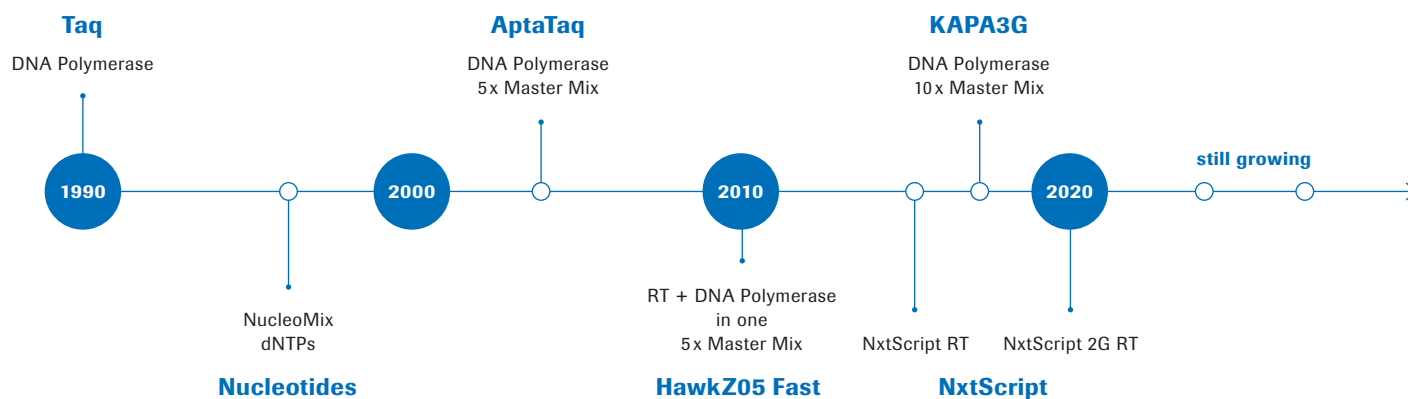 Taq
DNA Polymerase
AptaTaq
DNA Polymerase
5x Master Mix
KAPA3G
DNA Polymerase
10x Master Mix
still growing
1990
2000
2010
2020
NucleoMix
dNTPs
Nucleotides
RT + DNA Polymerase
in one
5x Master Mix
HawkZ05 Fast
NxtScript RT
NxtScript 2G RT
NxtScript